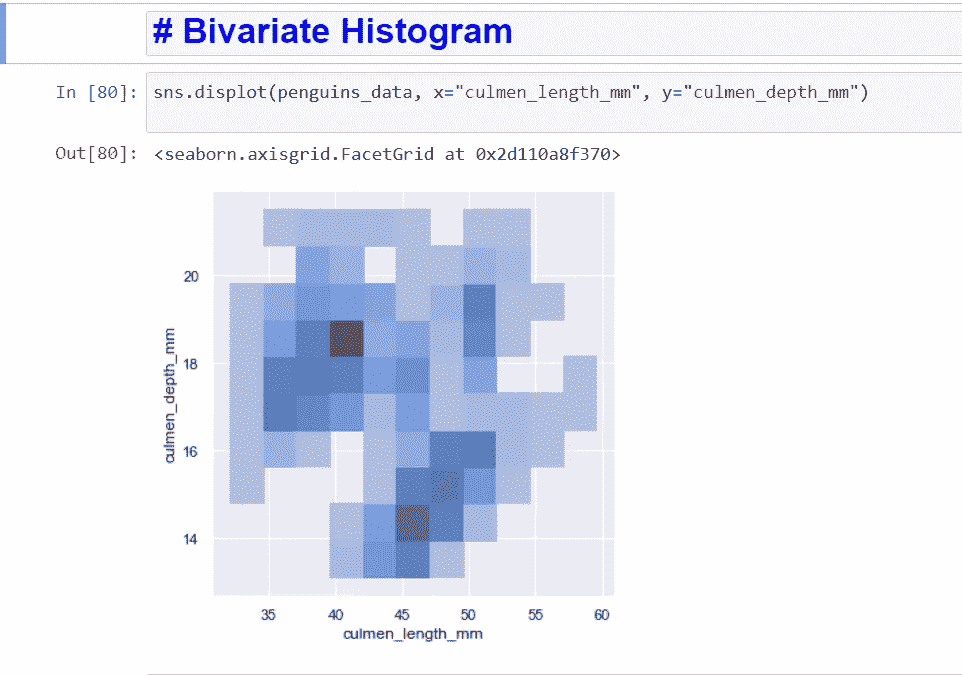 # Bivariate Histogram
In [80]: sns.displot(penguins_data, x="culmen_length_mm", y="culmen_depth_mm")
Out[80]: <seaborn.axisgrid.FacetGrid at 0x2d110a8f370>
20
18
culmen_depth_mm
16
14
35 40 45 50 55 60
culmen_length_mm